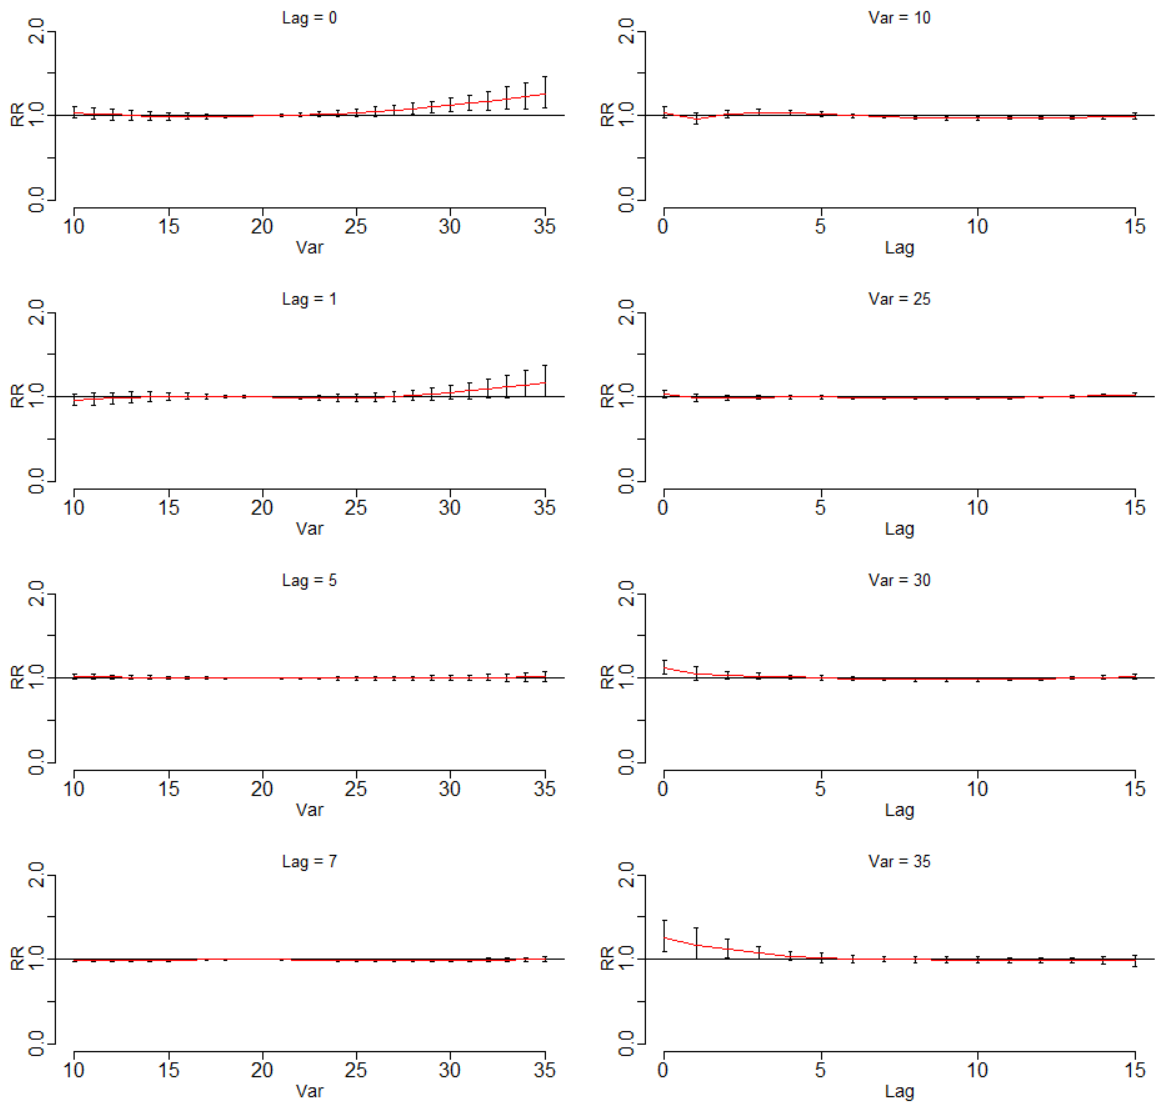 Lag = 0
2.0
1.0
0.0
RR
10 15 20 25 30 35
Var
Var = 10
2.0
1.0
0.0
RR
0 5 10 15
Lag
Lag = 1
2.0
1.0
0.0
RR
10 15 20 25 30 35
Var
Var = 25
2.0
1.0
0.0
RR
0 5 10 15
Lag
Lag = 5
2.0
1.0
0.0
RR
10 15 20 25 30 35
Var
Var = 30
2.0
1.0
0.0
RR
0 5 10 15
Lag
Lag = 7
2.0
1.0
0.0
RR
10 15 20 25 30 35
Var
Var = 35
2.0
1.0
0.0
RR
0 5 10 15
Lag